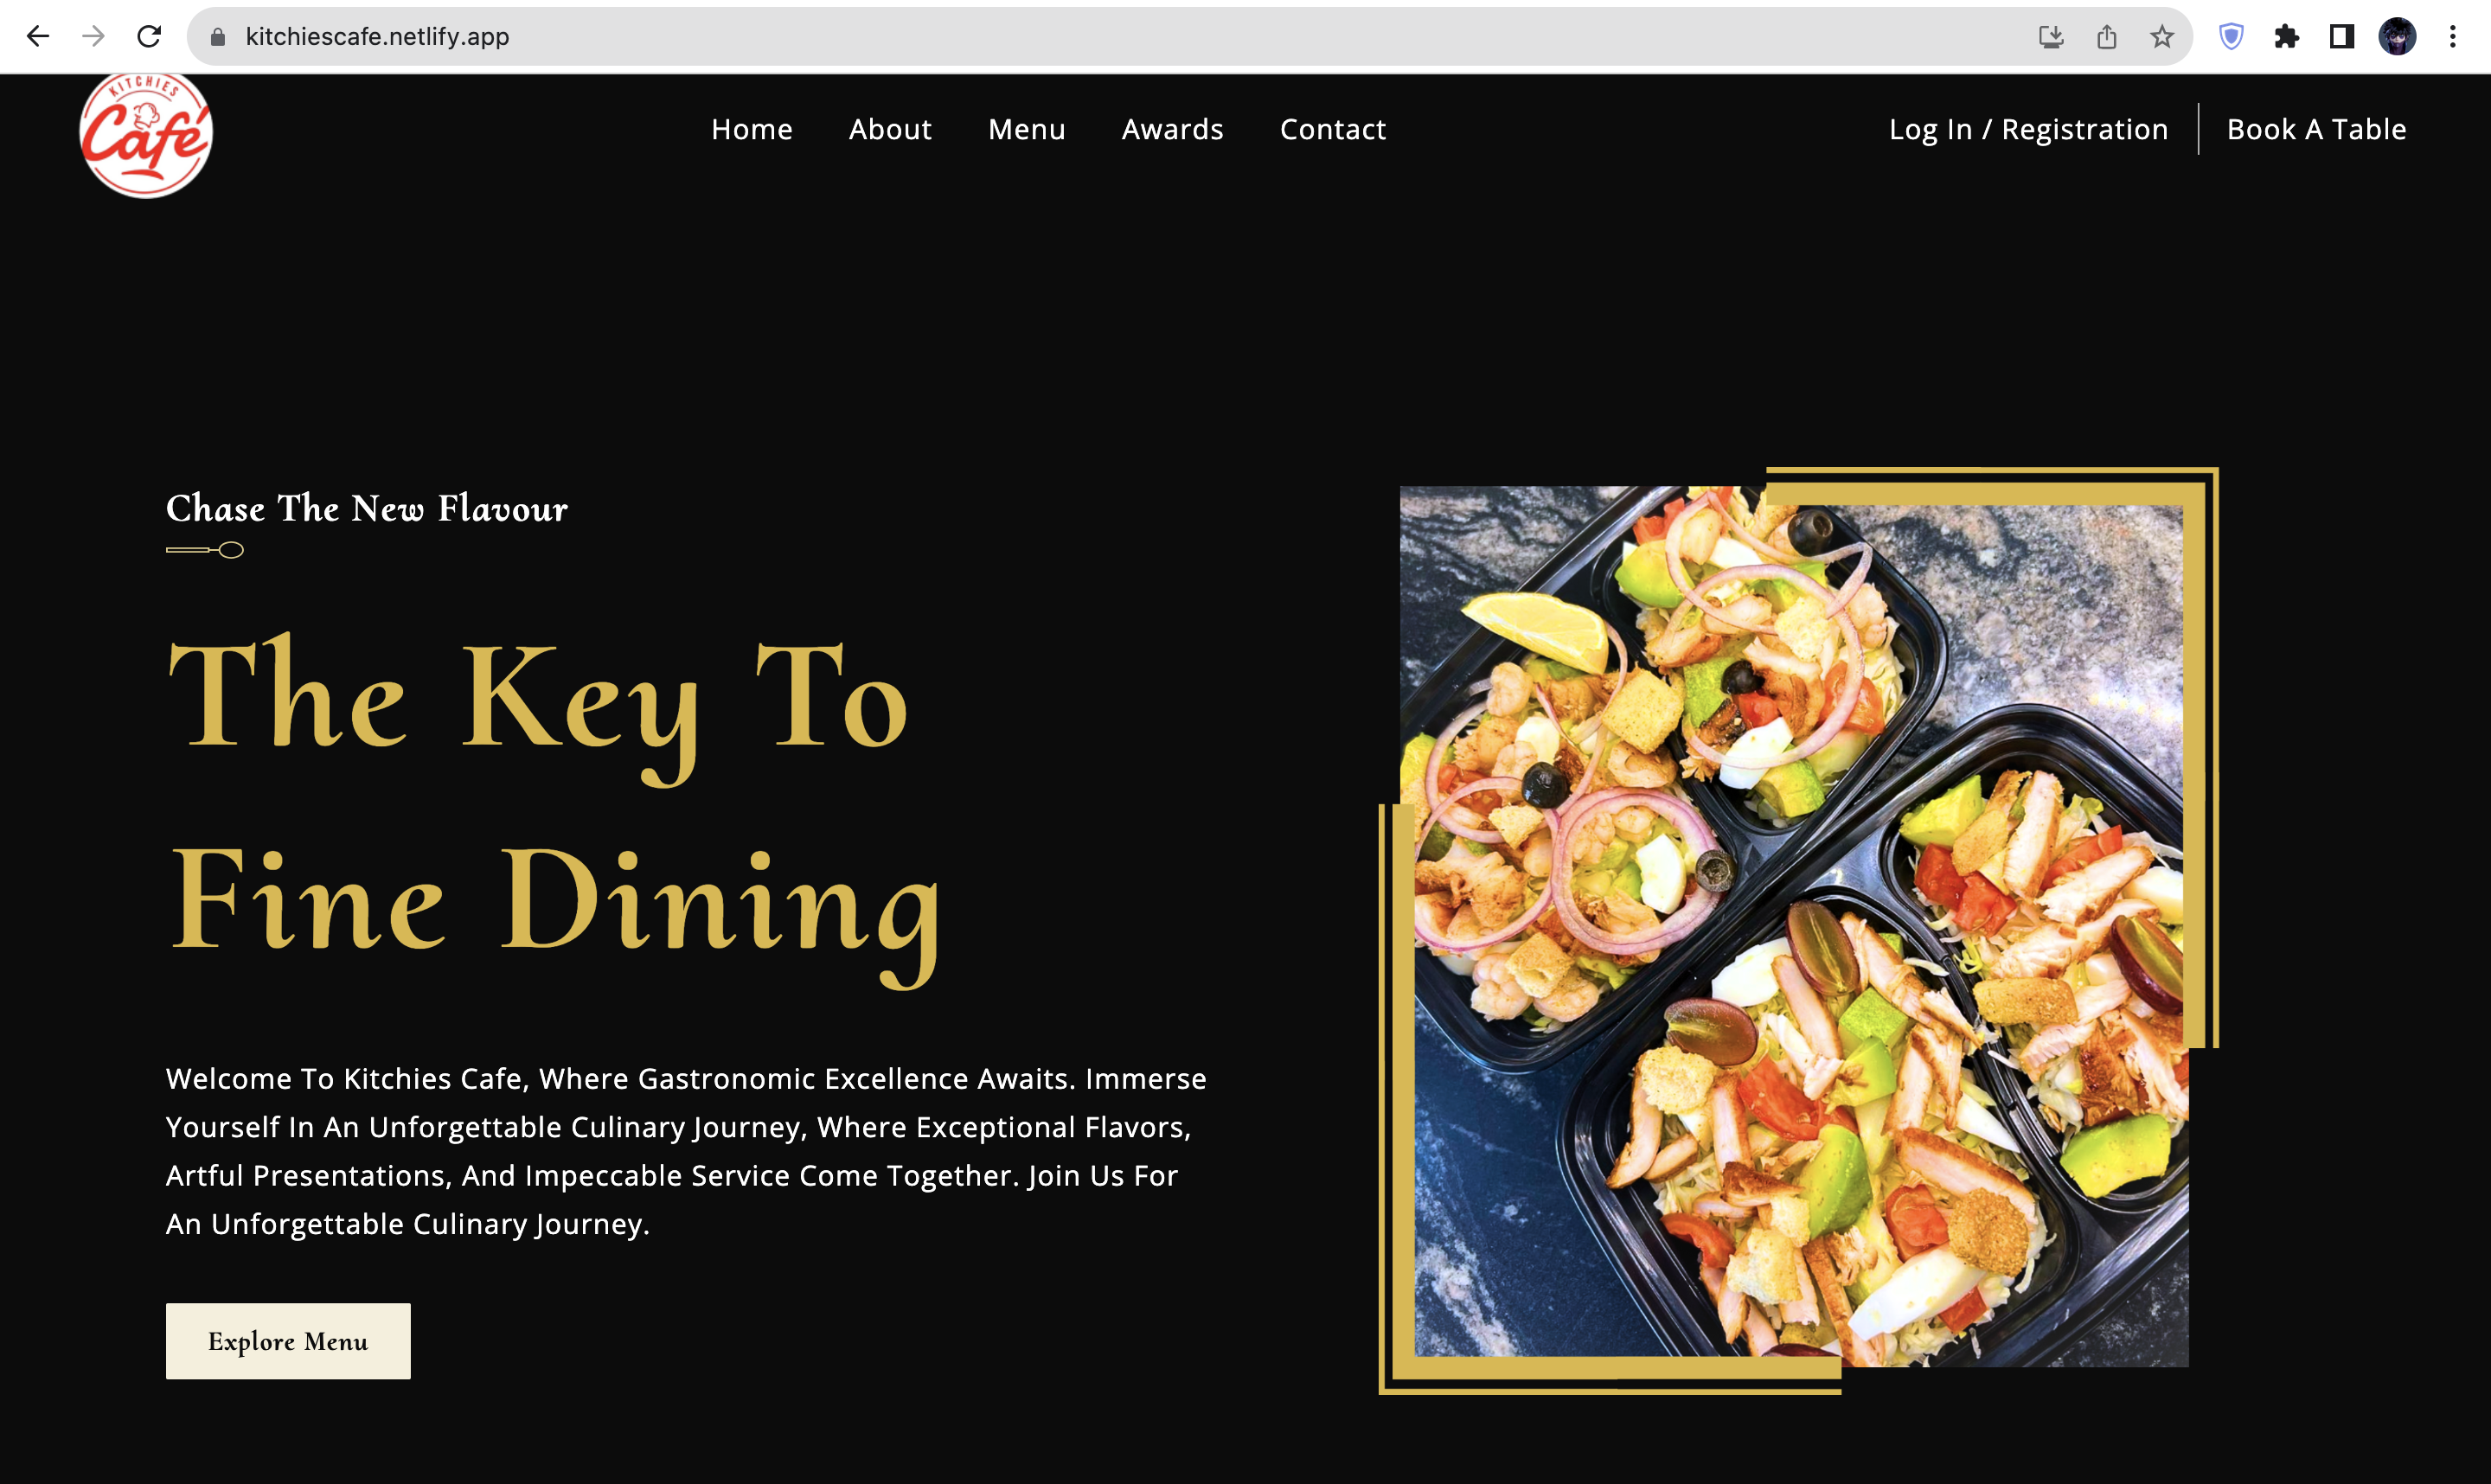 kitchiescafe.netlify.app
KITCHIES
Café
Home About Menu Awards Contact
Log In / Registration
Book A Table
Chase The New Flavour
The Key To
Fine Dining
Welcome To Kitchies Cafe, Where Gastronomic Excellence Awaits. Immerse
Yourself In An Unforgettable Culinary Journey, Where Exceptional Flavors,
Artful Presentations, And Impeccable Service Come Together. Join Us For
An Unforgettable Culinary Journey.
Explore Menu